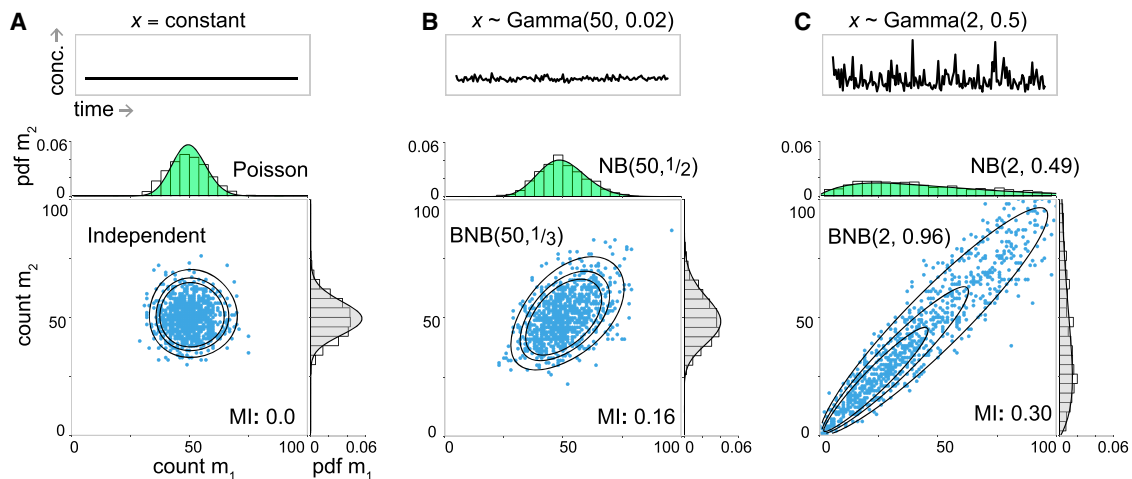 A
x = constant
conc. →
time →
0.06
0
pdf m2
Poisson
100
50
0
count m2
Independent
MI: 0.0
0
50
100
count m1
0
0.06
pdf m1
B
x ~ Gamma(50, 0.02)
0.06
0
NB(50,1/2)
100
50
0
BNB(50,1/3)
MI: 0.16
0
50
100
0
0.06
C
x ~ Gamma(2, 0.5)
0.06
0
NB(2, 0.49)
100
50
0
BNB(2, 0.96)
MI: 0.30
0
50
100
0
0.06